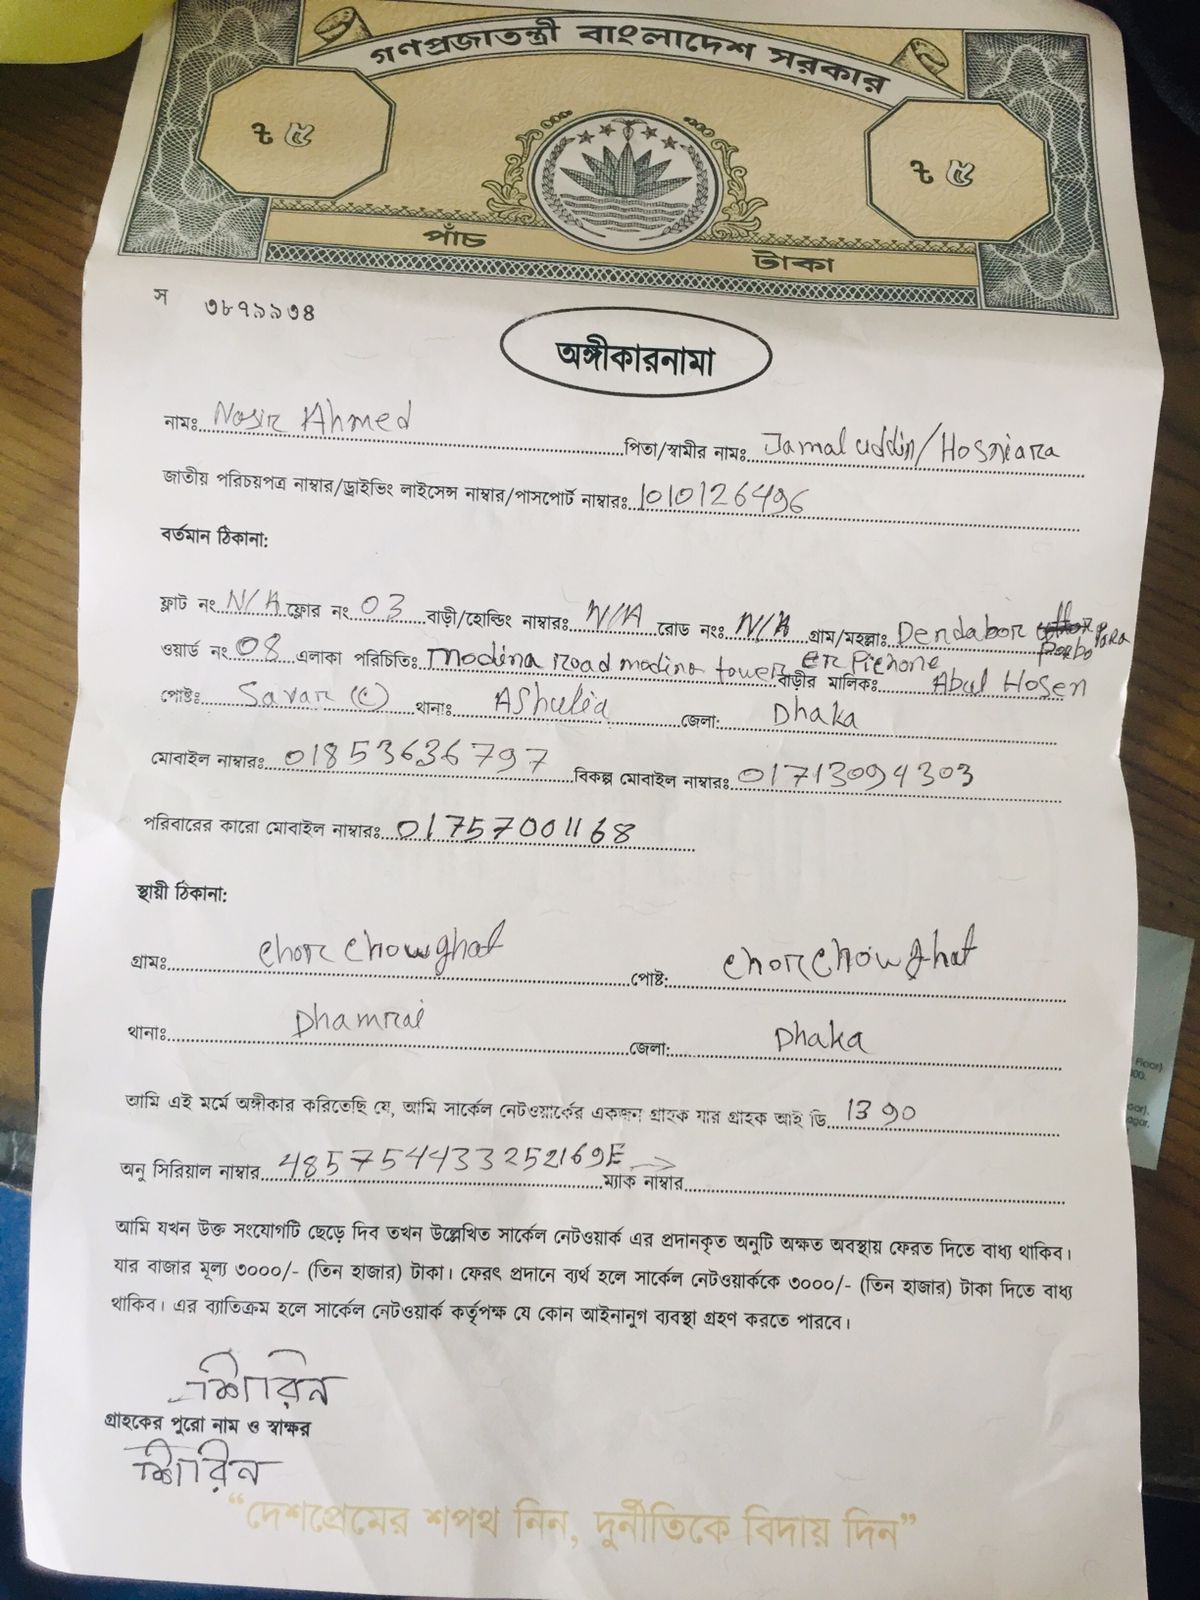 গণপ্রজাতন্ত্রী বাংলাদেশ সরকার
৳ ৫ ৳ ৫
পাঁচ টাকা
স ৩৮৭৯৯৩৪
অঙ্গীকারনামা
নামঃ Nasir Ahmed পিতা/স্বামীর নামঃ Jamal uddin/Hosneara
জাতীয় পরিচয়পত্র নাম্বার/ড্রাইভিং লাইসেন্স নাম্বার/পাসপোর্ট নাম্বারঃ 1010126496
বর্তমান ঠিকানা:
ফ্লাট নং N/A ফ্লোর নং 03 বাড়ী/হোল্ডিং নাম্বারঃ N/A রোড নংঃ N/A গ্রাম/মহল্লাঃ Dendabor Porbo para
ওয়ার্ড নং 08 এলাকা পরিচিতিঃ Modina road modina tower er Pichone বাড়ীর মালিকঃ Abul Hosen
পোষ্টঃ Savar (C) থানাঃ AShulia জেলা: Dhaka
মোবাইল নাম্বারঃ 01853636797 বিকল্প মোবাইল নাম্বারঃ 01713094303
পরিবারের কারো মোবাইল নাম্বারঃ 01757001168
স্থায়ী ঠিকানা:
গ্রামঃ Chor Chowghat পোষ্ট: Chor Chowghat
থানাঃ Dhamrai জেলা: Dhaka
আমি এই মর্মে অঙ্গীকার করিতেছি যে, আমি সার্কেল নেটওয়ার্কের একজন গ্রাহক যার গ্রাহক আই ডি 1390
অনু সিরিয়াল নাম্বার 485754433252169E ম্যাক নাম্বার
আমি যখন উক্ত সংযোগটি ছেড়ে দিব তখন উল্লেখিত সার্কেল নেটওয়ার্ক এর প্রদানকৃত অনুটি অক্ষত অবস্থায় ফেরত দিতে বাধ্য থাকিব।
যার বাজার মূল্য ৩০০০/- (তিন হাজার) টাকা। ফেরৎ প্রদানে ব্যর্থ হলে সার্কেল নেটওয়ার্ককে ৩০০০/- (তিন হাজার) টাকা দিতে বাধ্য
থাকিব। এর ব্যাতিক্রম হলে সার্কেল নেটওয়ার্ক কর্তৃপক্ষ যে কোন আইনানুগ ব্যবস্থা গ্রহণ করতে পারবে।
শিরিন
গ্রাহকের পুরো নাম ও স্বাক্ষর
শিরিন
“দেশপ্রেমের শপথ নিন, দুর্নীতিকে বিদায় দিন”